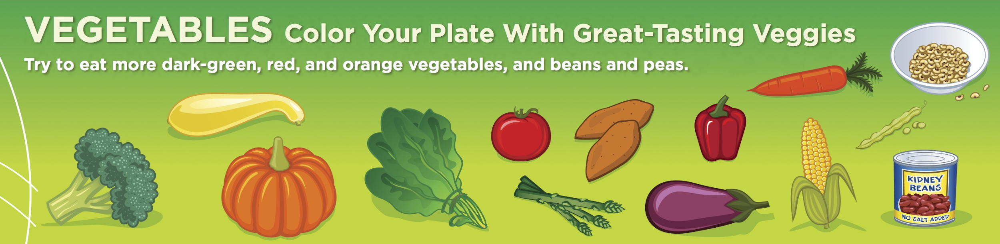 VEGETABLES Color Your Plate With Great-Tasting Veggies
Try to eat more dark-green, red, and orange vegetables, and beans and peas.
KIDNEY
BEANS
NO SALT ADDED